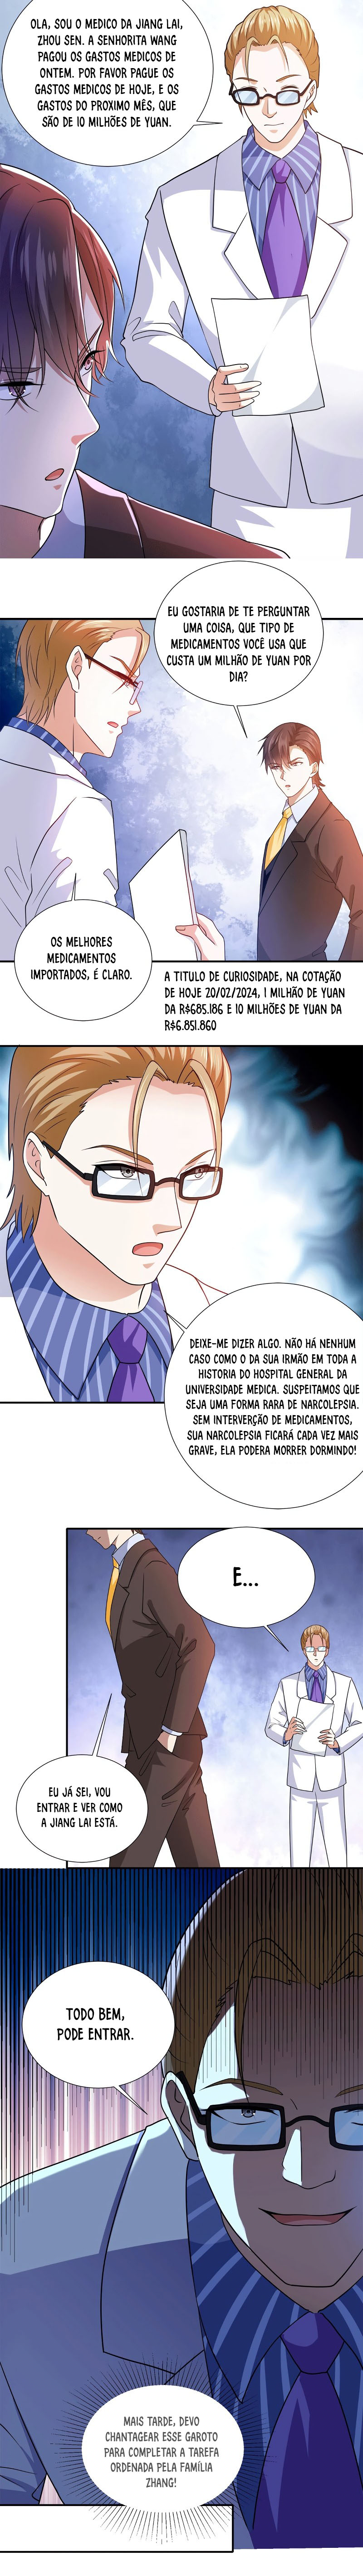 OLA, SOU O MEDICO DA JIANG LAI,
ZHOU SEN. A SENHORITA WANG
PAGOU OS GASTOS MEDICOS DE
ONTEM. POR FAVOR PAGUE OS
GASTOS MEDICOS DE HOJE, E OS
GASTOS DO PROXIMO MÊS, QUE
SÃO DE 10 MILHÕES DE YUAN.
EU GOSTARIA DE TE PERGUNTAR
UMA COISA, QUE TIPO DE
MEDICAMENTOS VOCÊ USA QUE
CUSTA UM MILHÃO DE YUAN POR
DIA?
OS MELHORES
MEDICAMENTOS
IMPORTADOS, É CLARO.
A TITULO DE CURIOSIDADE, NA COTAÇÃO
DE HOJE 20/02/2024, 1 MILHÃO DE YUAN
DA R$685.186 E 10 MILHÕES DE YUAN DA
R$6.851.860
DEIXE-ME DIZER ALGO. NÃO HÁ NENHUM
CASO COMO O DA SUA IRMÃO EM TODA A
HISTORIA DO HOSPITAL GENERAL DA
UNIVERSIDADE MEDICA. SUSPEITAMOS QUE
SEJA UMA FORMA RARA DE NARCOLEPSIA.
SEM INTERVERÇÃO DE MEDICAMENTOS,
SUA NARCOLEPSIA FICARÁ CADA VEZ MAIS
GRAVE, ELA PODERA MORRER DORMINDO!
E...
EU JÁ SEI, VOU
ENTRAR E VER COMO
A JIANG LAI ESTÁ.
TODO BEM,
PODE ENTRAR.
MAIS TARDE, DEVO
CHANTAGEAR ESSE GAROTO
PARA COMPLETAR A TAREFA
ORDENADA PELA FAMÍLIA
ZHANG!